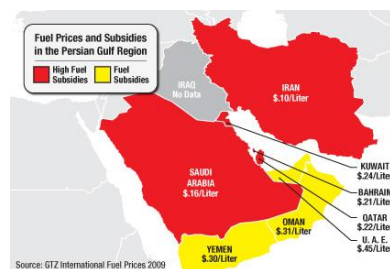 Fuel Prices and Subsidies
in the Persian Gulf Region
High Fuel
Subsidies
Fuel
Subsidies
IRAQ
No Data
IRAN
$.10/Liter
KUWAIT
$.24/Liter
SAUDI
ARABIA
$.16/Liter
BAHRAIN
$.21/Liter
QATAR
$.22/Liter
OMAN
$.31/Liter
U. A. E.
$.45/Liter
YEMEN
$.30/Liter
Source: GTZ International Fuel Prices 2009